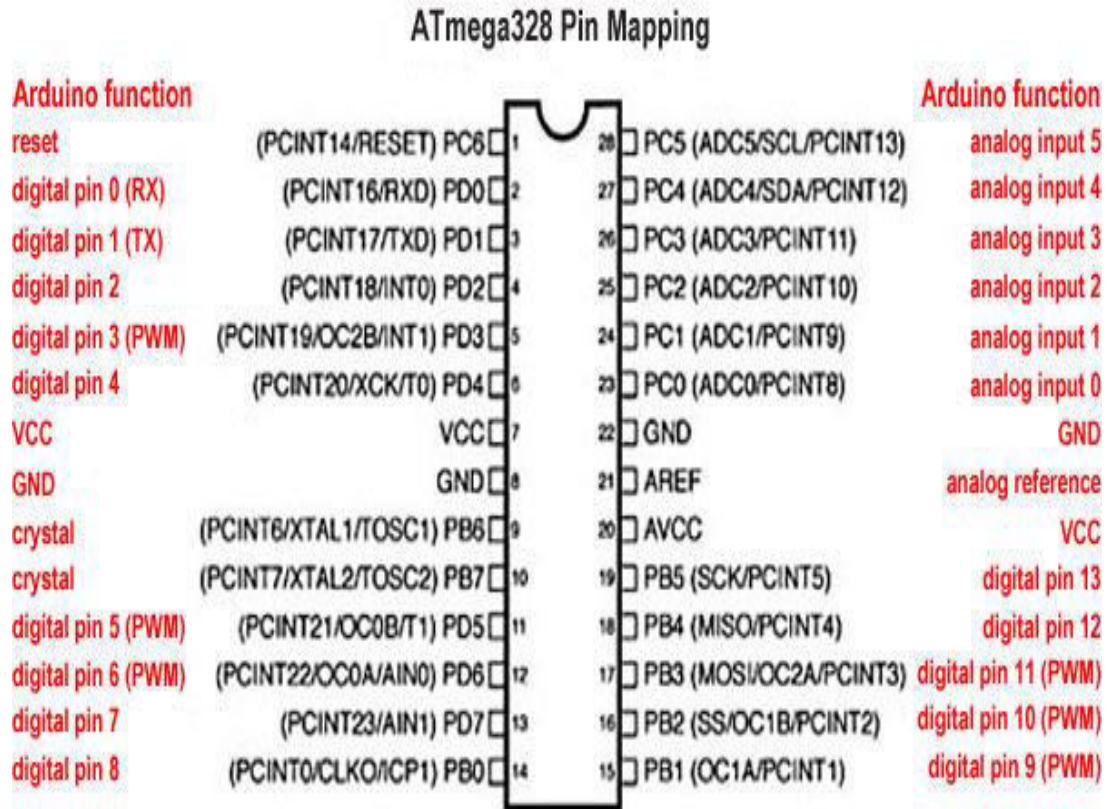 ATmega328 Pin Mapping
Arduino function Arduino function
reset (PCINT14/RESET) PC6 1 28 PC5 (ADC5/SCL/PCINT13) analog input 5
digital pin 0 (RX) (PCINT16/RXD) PD0 2 27 PC4 (ADC4/SDA/PCINT12) analog input 4
digital pin 1 (TX) (PCINT17/TXD) PD1 3 26 PC3 (ADC3/PCINT11) analog input 3
digital pin 2 (PCINT18/INT0) PD2 4 25 PC2 (ADC2/PCINT10) analog input 2
digital pin 3 (PWM) (PCINT19/OC2B/INT1) PD3 5 24 PC1 (ADC1/PCINT9) analog input 1
digital pin 4 (PCINT20/XCK/T0) PD4 6 23 PC0 (ADC0/PCINT8) analog input 0
VCC VCC 7 22 GND GND
GND GND 8 21 AREF analog reference
crystal (PCINT6/XTAL1/TOSC1) PB6 9 20 AVCC VCC
crystal (PCINT7/XTAL2/TOSC2) PB7 10 19 PB5 (SCK/PCINT5) digital pin 13
digital pin 5 (PWM) (PCINT21/OC0B/T1) PD5 11 18 PB4 (MISO/PCINT4) digital pin 12
digital pin 6 (PWM) (PCINT22/OC0A/AIN0) PD6 12 17 PB3 (MOSI/OC2A/PCINT3) digital pin 11 (PWM)
digital pin 7 (PCINT23/AIN1) PD7 13 16 PB2 (SS/OC1B/PCINT2) digital pin 10 (PWM)
digital pin 8 (PCINT0/CLKO/ICP1) PB0 14 15 PB1 (OC1A/PCINT1) digital pin 9 (PWM)